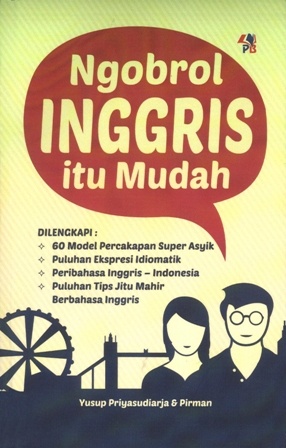 PB
Ngobrol
INGGRIS
itu Mudah
DILENGKAPI :
60 Model Percakapan Super Asyik
Puluhan Ekspresi Idiomatik
Peribahasa Inggris – Indonesia
Puluhan Tips Jitu Mahir
Berbahasa Inggris
Yusup Priyasudiarja & Pirman